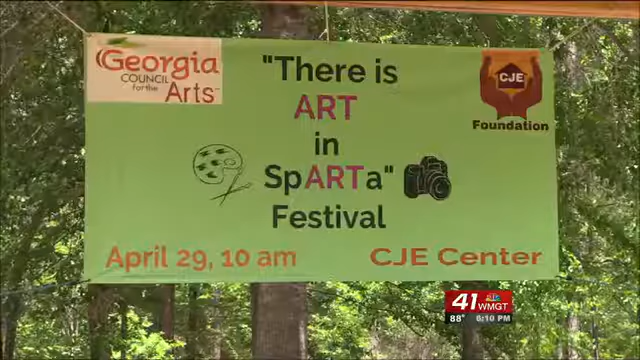 Georgia
COUNCIL
for the
Arts
"There is
ART
in
SpARTa"
Festival
CJE
Foundation
April 29, 10 am
CJE Center
41 WMGT
88° 6:10 PM